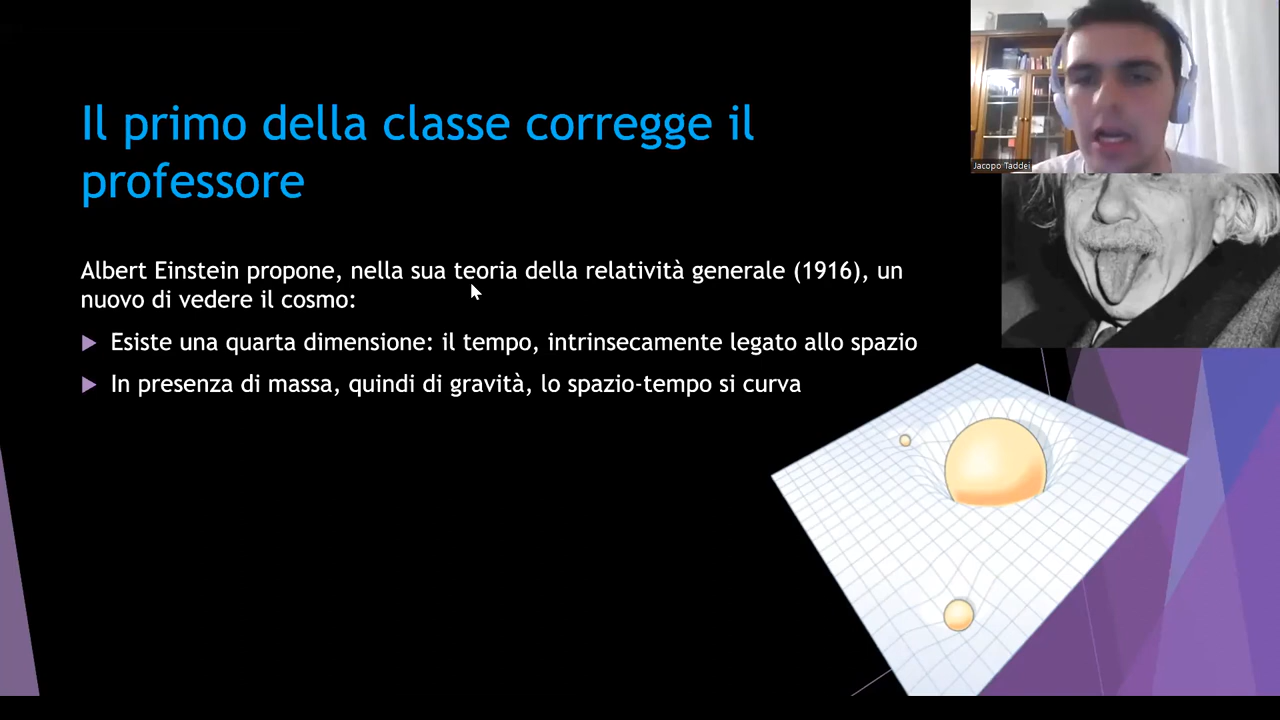 Il primo della classe corregge il
professore
Albert Einstein propone, nella sua teoria della relatività generale (1916), un
nuovo di vedere il cosmo:
Esiste una quarta dimensione: il tempo, intrinsecamente legato allo spazio
In presenza di massa, quindi di gravità, lo spazio-tempo si curva
Jacopo Taddei